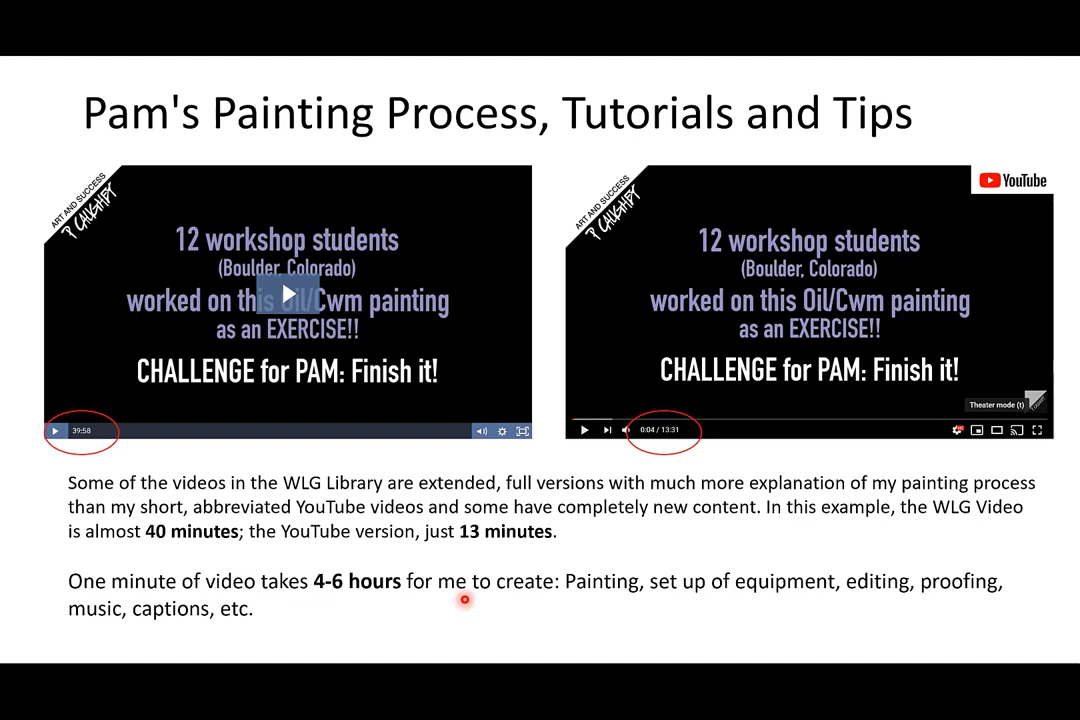 Pam's Painting Process, Tutorials and Tips
ART AND SUCCESS
P CAUGHEY
12 workshop students
(Boulder, Colorado)
worked on this Oil/Cwm painting
as an EXERCISE!!
CHALLENGE for PAM: Finish it!
39:58
YouTube
ART AND SUCCESS
P CAUGHEY
12 workshop students
(Boulder, Colorado)
worked on this Oil/Cwm painting
as an EXERCISE!!
CHALLENGE for PAM: Finish it!
Theater mode (t)
0:04 / 13:31
Some of the videos in the WLG Library are extended, full versions with much more explanation of my painting process
than my short, abbreviated YouTube videos and some have completely new content. In this example, the WLG Video
is almost 40 minutes; the YouTube version, just 13 minutes.
One minute of video takes 4-6 hours for me to create: Painting, set up of equipment, editing, proofing,
music, captions, etc.